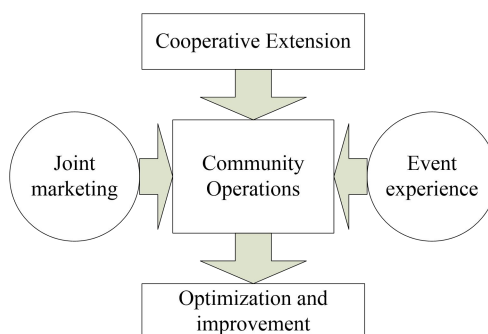 Cooperative Extension
Joint
marketing
Community
Operations
Event
experience
Optimization and
improvement